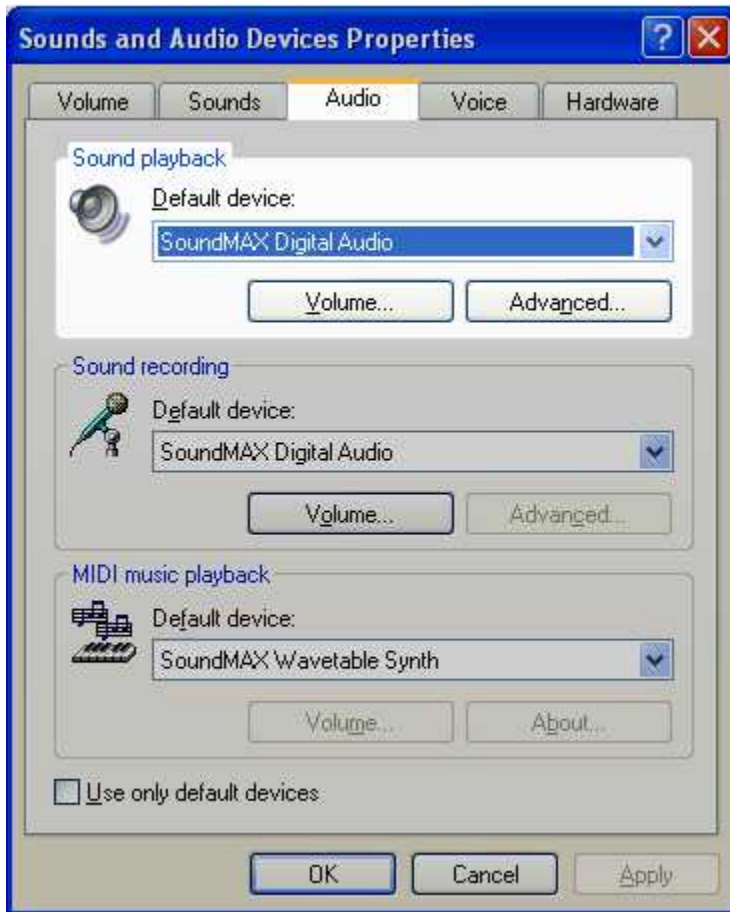 Sounds and Audio Devices Properties
Volume Sounds Audio Voice Hardware
Sound playback
Default device:
SoundMAX Digital Audio
Volume... Advanced...
Sound recording
Default device:
SoundMAX Digital Audio
Volume... Advanced...
MIDI music playback
Default device:
SoundMAX Wavetable Synth
Volume... About...
Use only default devices
OK Cancel Apply